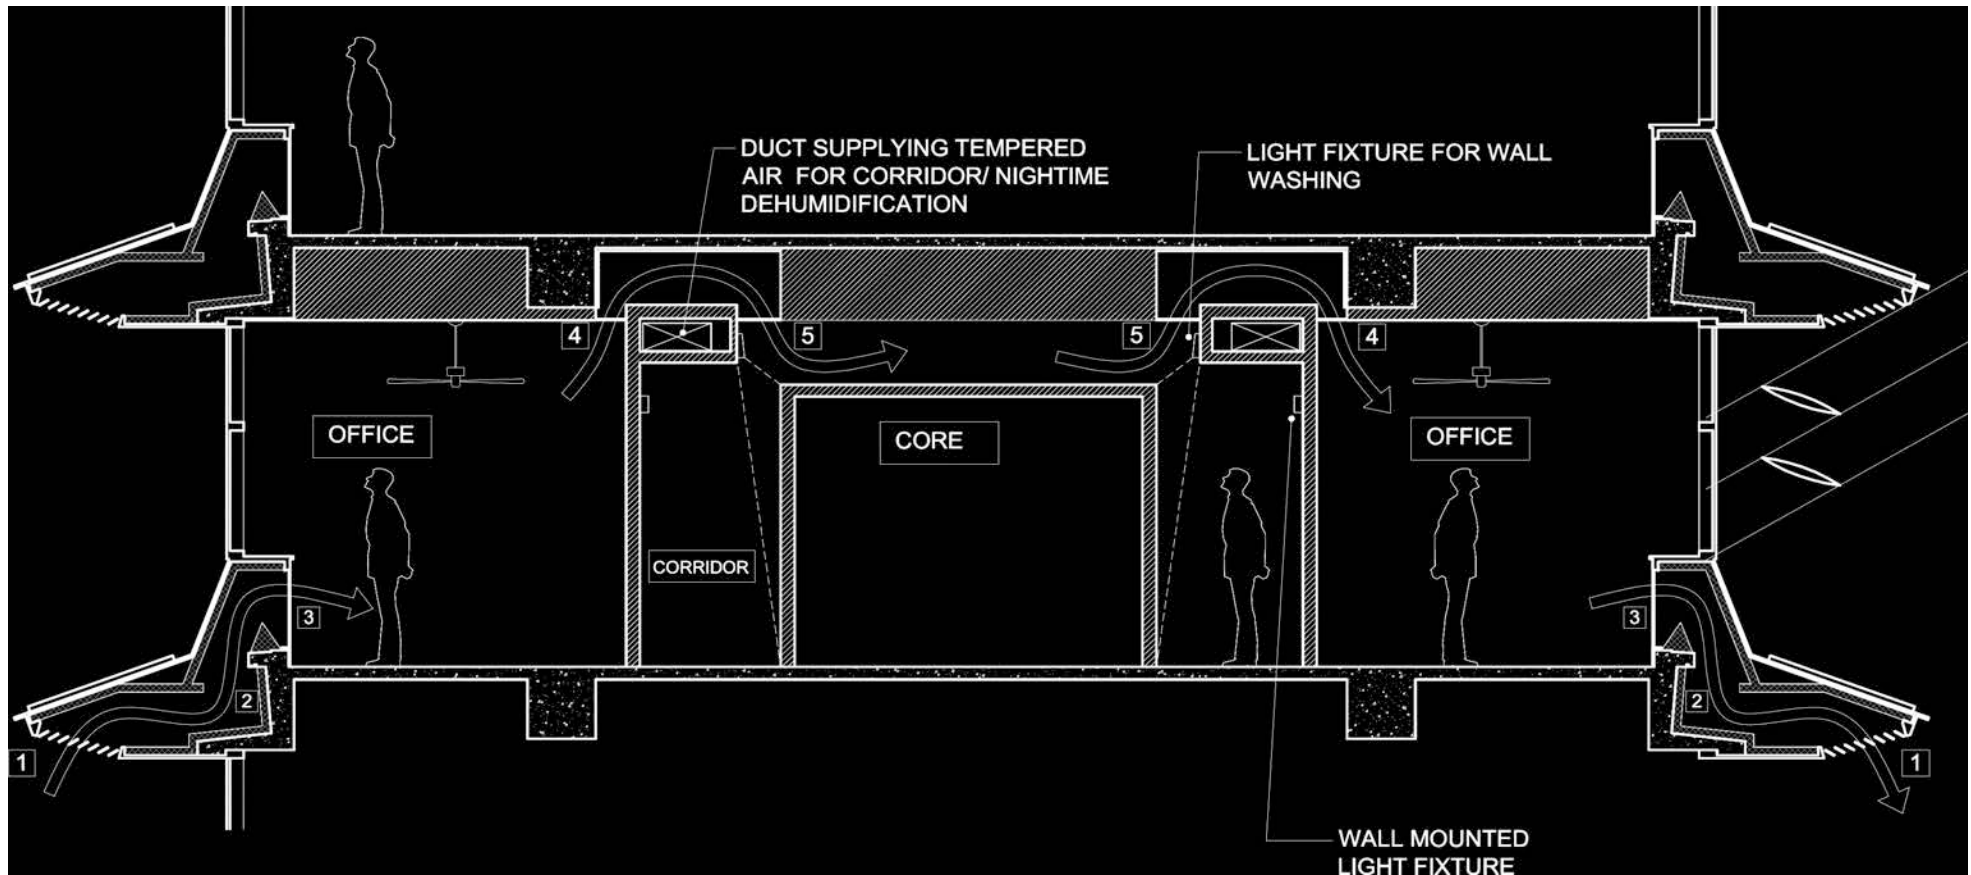 DUCT SUPPLYING TEMPERED
AIR FOR CORRIDOR/ NIGHTIME
DEHUMIDIFICATION
LIGHT FIXTURE FOR WALL
WASHING
4
5
5
4
OFFICE
CORE
OFFICE
CORRIDOR
3
3
2
2
1
1
WALL MOUNTED
LIGHT FIXTURE